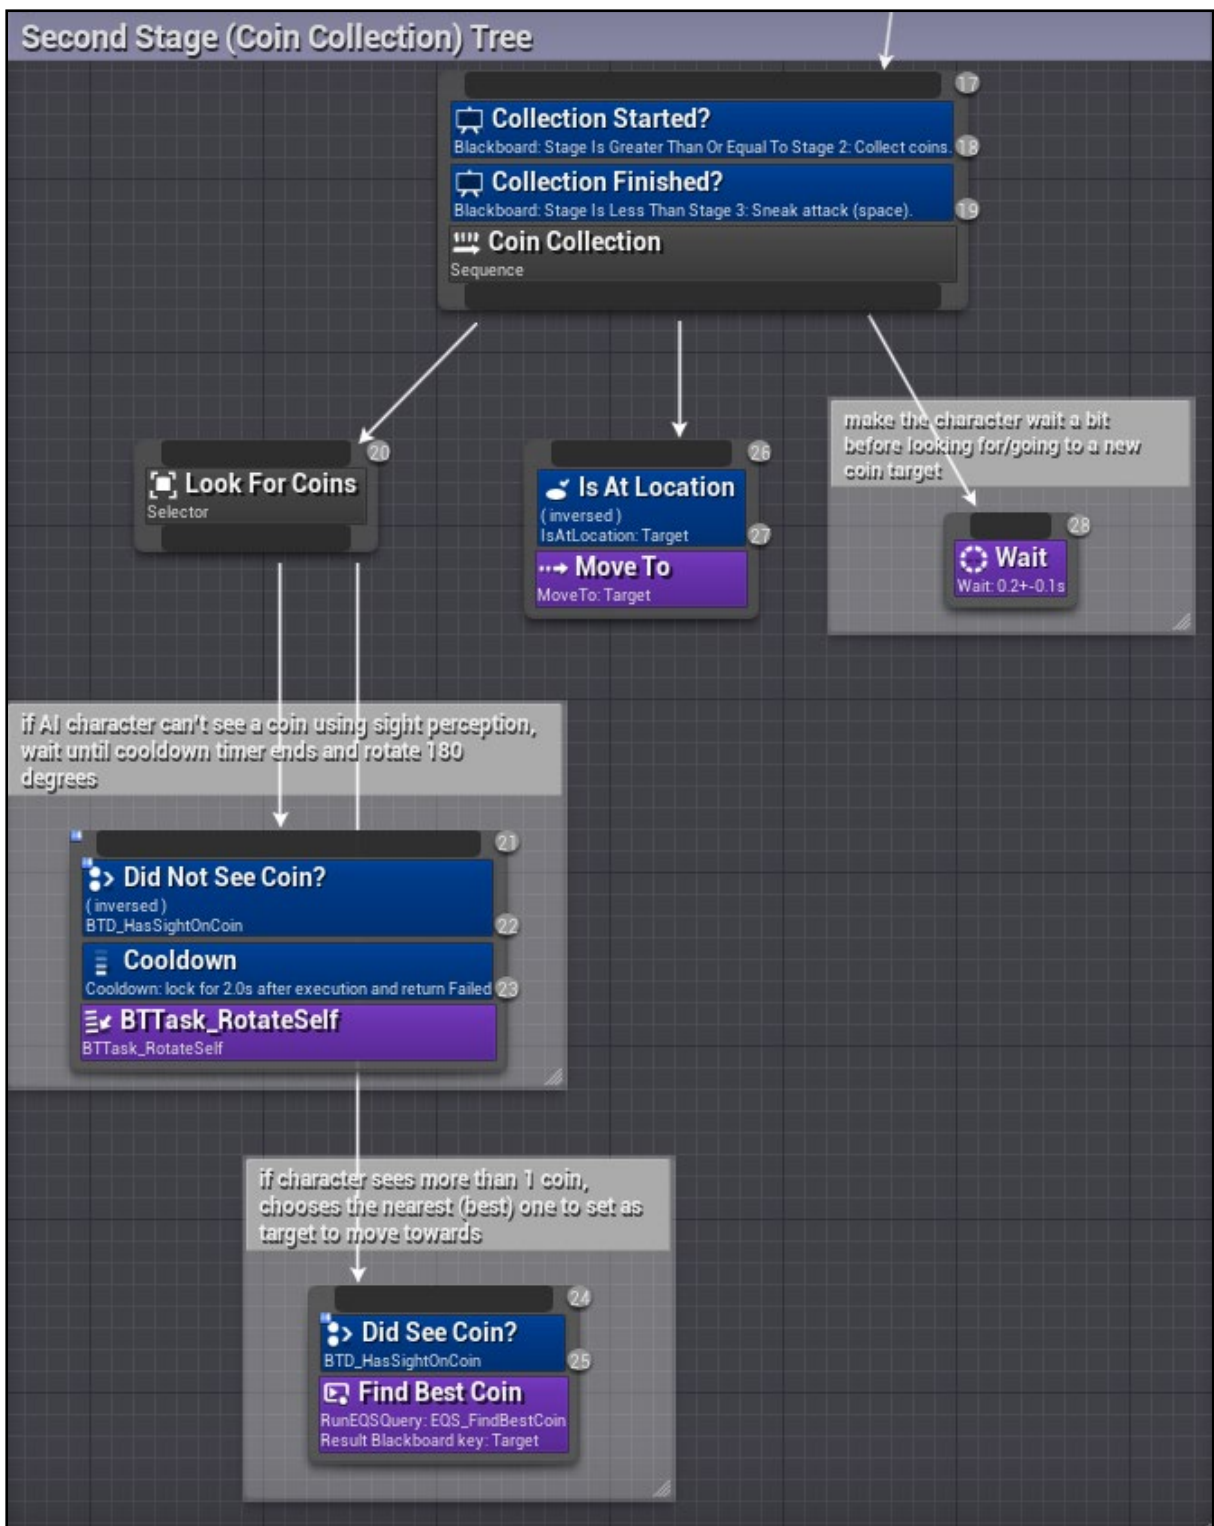 Second Stage (Coin Collection) Tree
17
Collection Started?
Blackboard: Stage Is Greater Than Or Equal To Stage 2: Collect coins.
18
Collection Finished?
Blackboard: Stage Is Less Than Stage 3: Sneak attack (space).
19
Coin Collection
Sequence
make the character wait a bit
before looking for/going to a new
coin target
20
Look For Coins
Selector
26
Is At Location
( inversed )
IsAtLocation: Target
27
Move To
MoveTo: Target
28
Wait
Wait: 0.2+-0.1s
if AI character can't see a coin using sight perception,
wait until cooldown timer ends and rotate 180
degrees
21
Did Not See Coin?
( inversed )
BTD_HasSightOnCoin
22
Cooldown
Cooldown: lock for 2.0s after execution and return Failed
23
BTTask_RotateSelf
BTTask_RotateSelf
if character sees more than 1 coin,
chooses the nearest (best) one to set as
target to move towards
24
Did See Coin?
BTD_HasSightOnCoin
25
Find Best Coin
RunEQSQuery: EQS_FindBestCoin
Result Blackboard key: Target